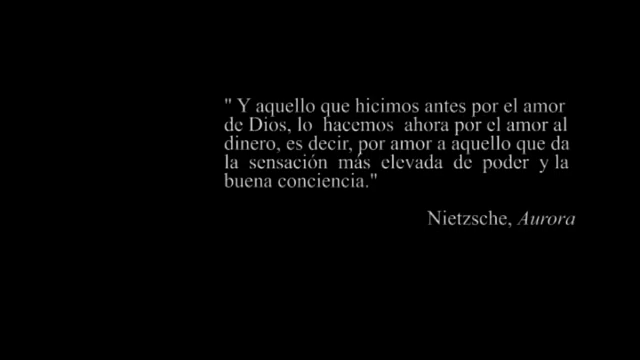 " Y aquello que hicimos antes por el amor
de Dios, lo hacemos ahora por el amor al
dinero, es decir, por amor a aquello que da
la sensación más elevada de poder y la
buena conciencia."
Nietzsche, Aurora